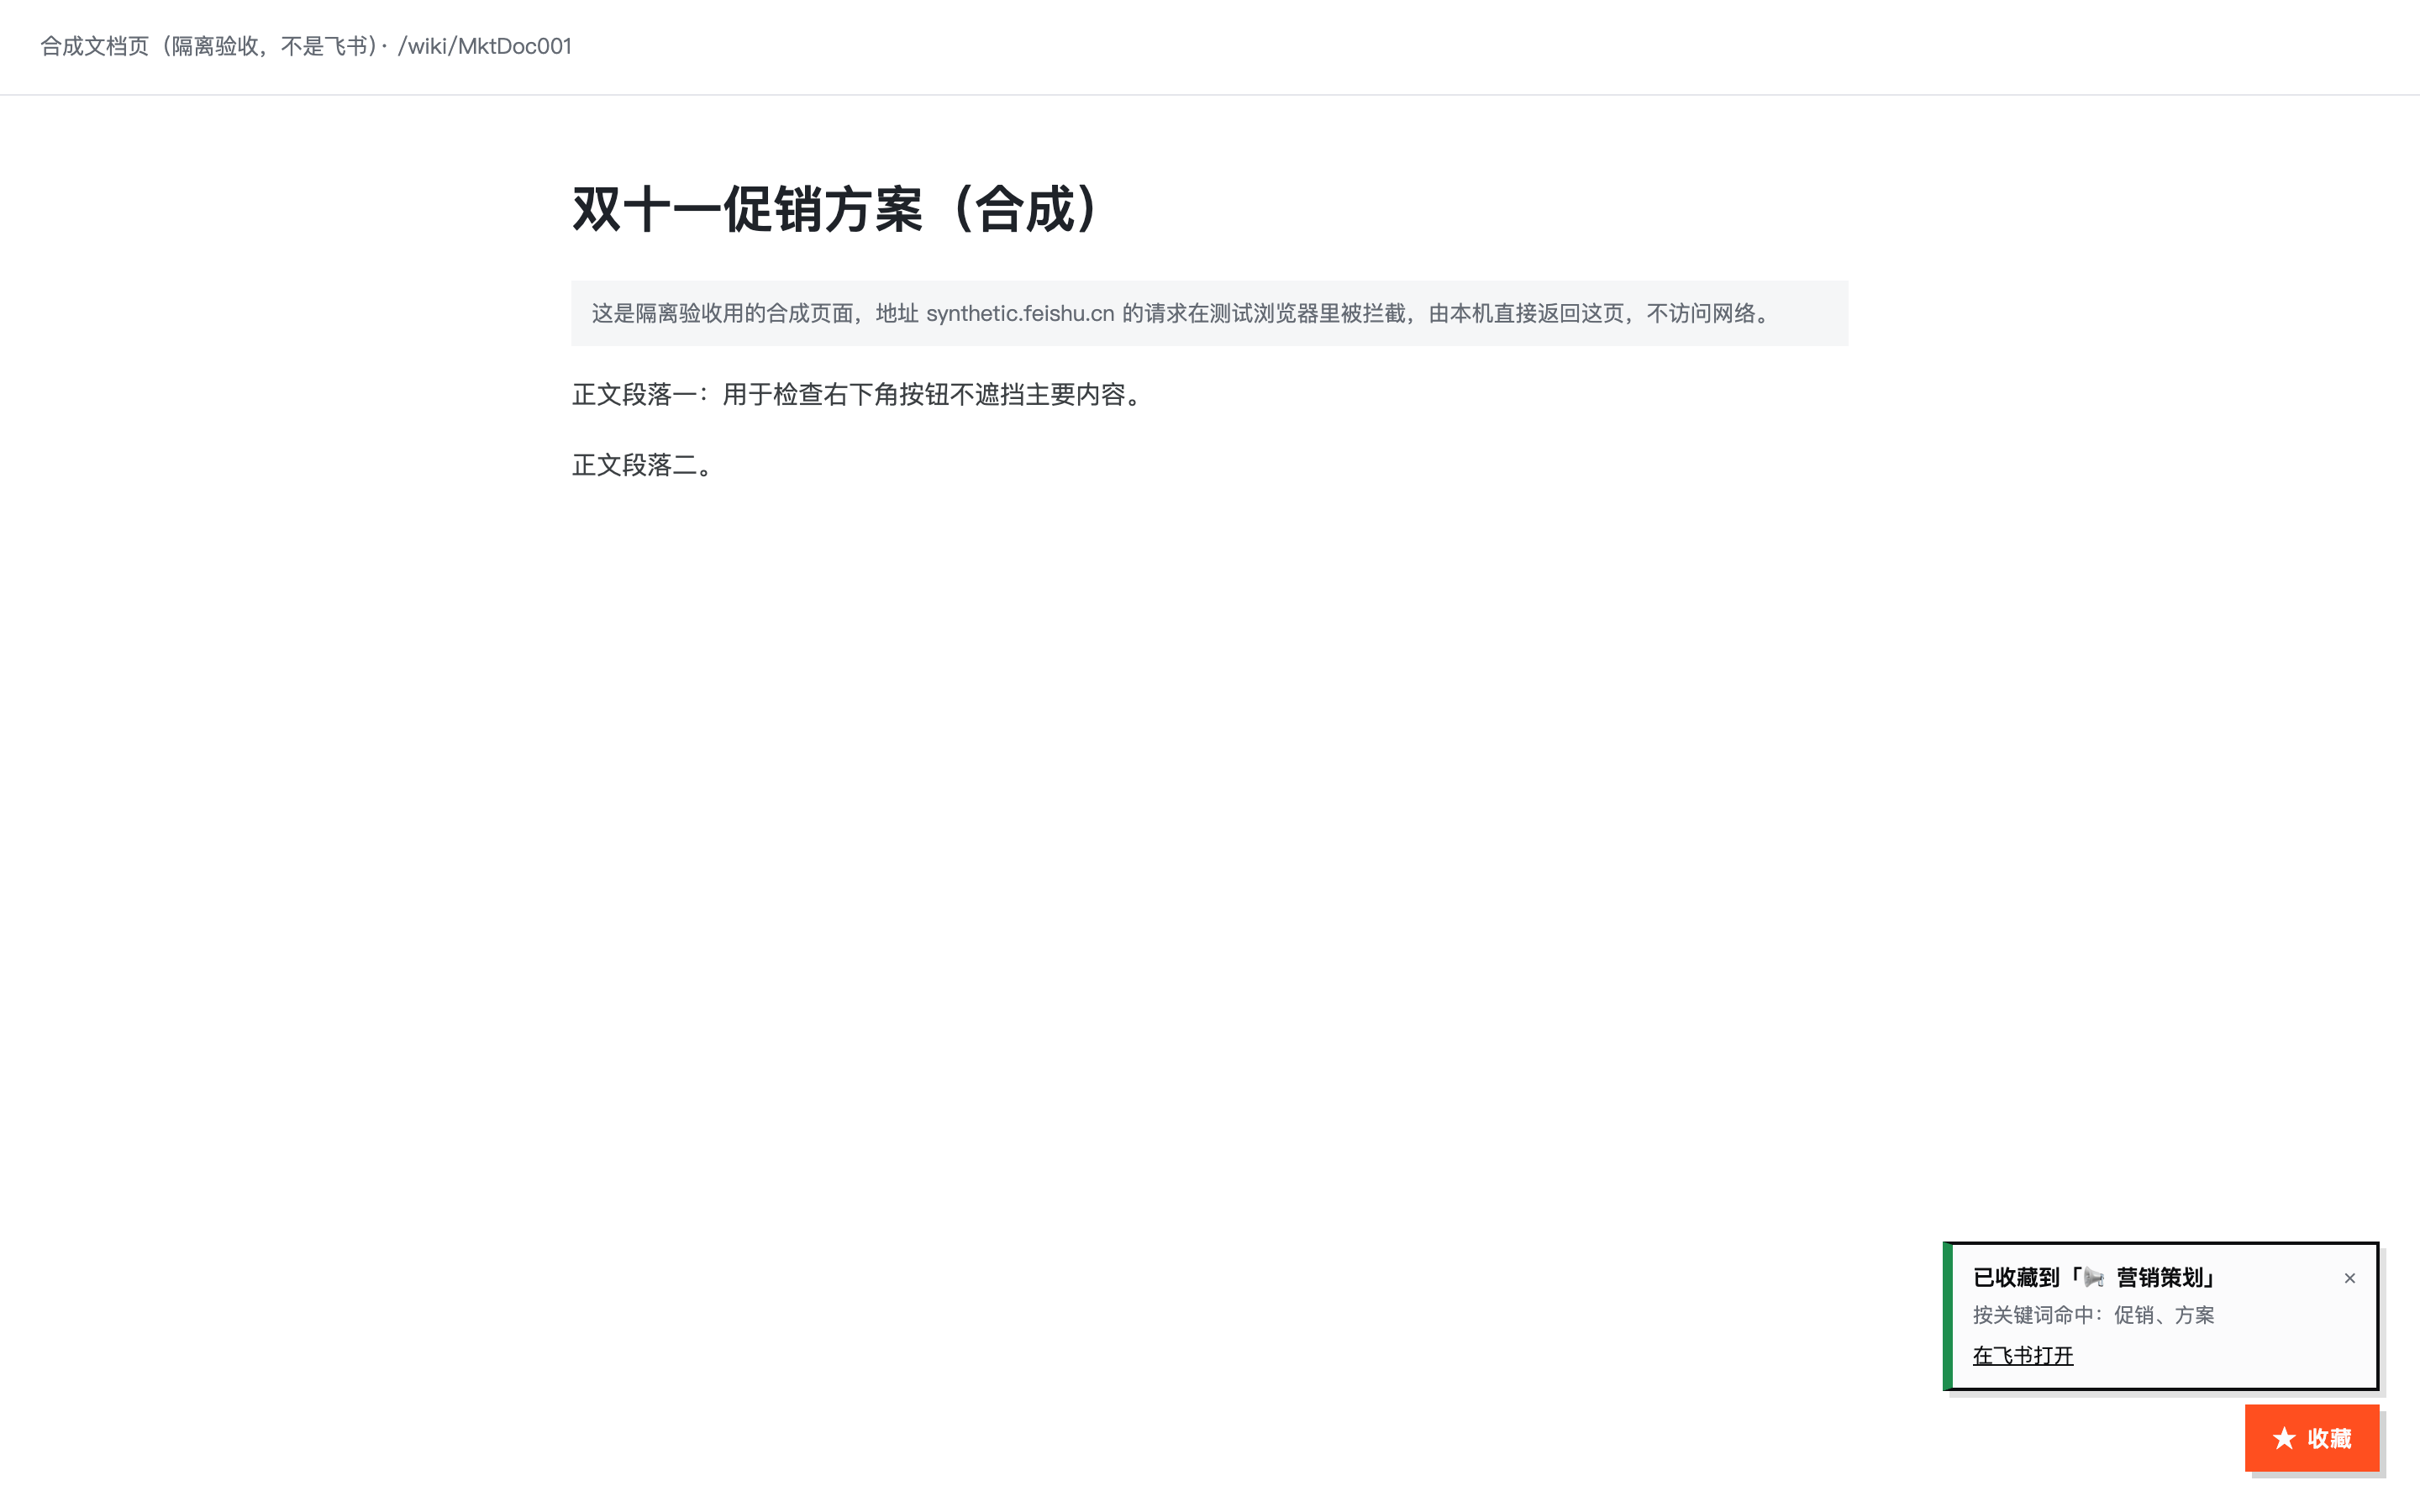 合成文档页（隔离验收，不是飞书）· /wiki/MktDoc001
双十一促销方案（合成）
这是隔离验收用的合成页面，地址 synthetic.feishu.cn 的请求在测试浏览器里被拦截，由本机直接返回这页，不访问网络。
正文段落一：用于检查右下角按钮不遮挡主要内容。
正文段落二。
已收藏到「📢 营销策划」 ×
按关键词命中：促销、方案
在飞书打开
★ 收藏